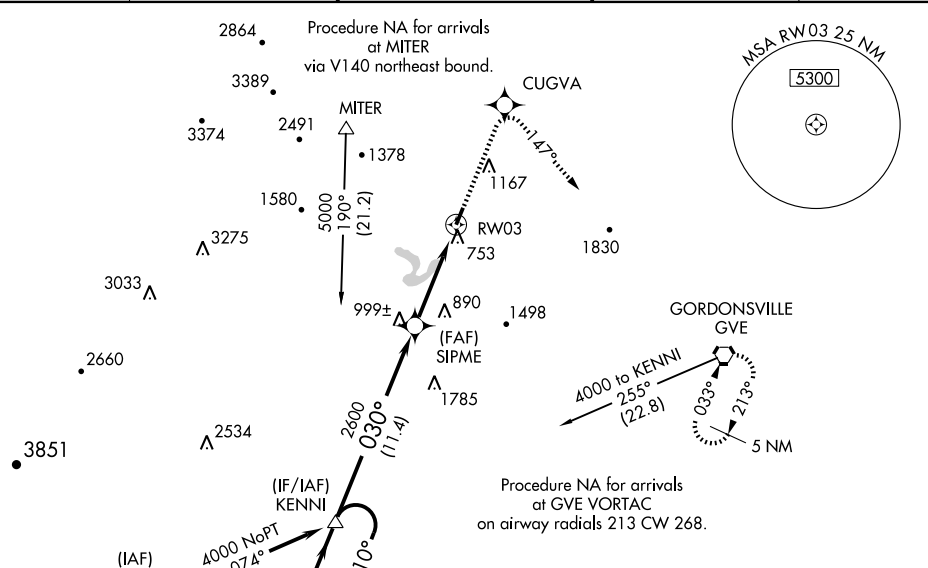 2864
Procedure NA for arrivals
at MITER
via V140 northeast bound.
MSA RW03 25 NM
5300
CUGVA
3389
MITER
3374
2491
1378
147°
1167
1580
5000
190°
(21.2)
RW03
3275
753
1830
3033
999±
890
1498
GORDONSVILLE
GVE
(FAF)
SIPME
2660
4000 to KENNI
255°
(22.8)
033°
213°
1785
2600
030°
(11.4)
2534
5 NM
3851
(IF/IAF)
KENNI
Procedure NA for arrivals
at GVE VORTAC
on airway radials 213 CW 268.
4000 NoPT
074°
10°
(IAF)